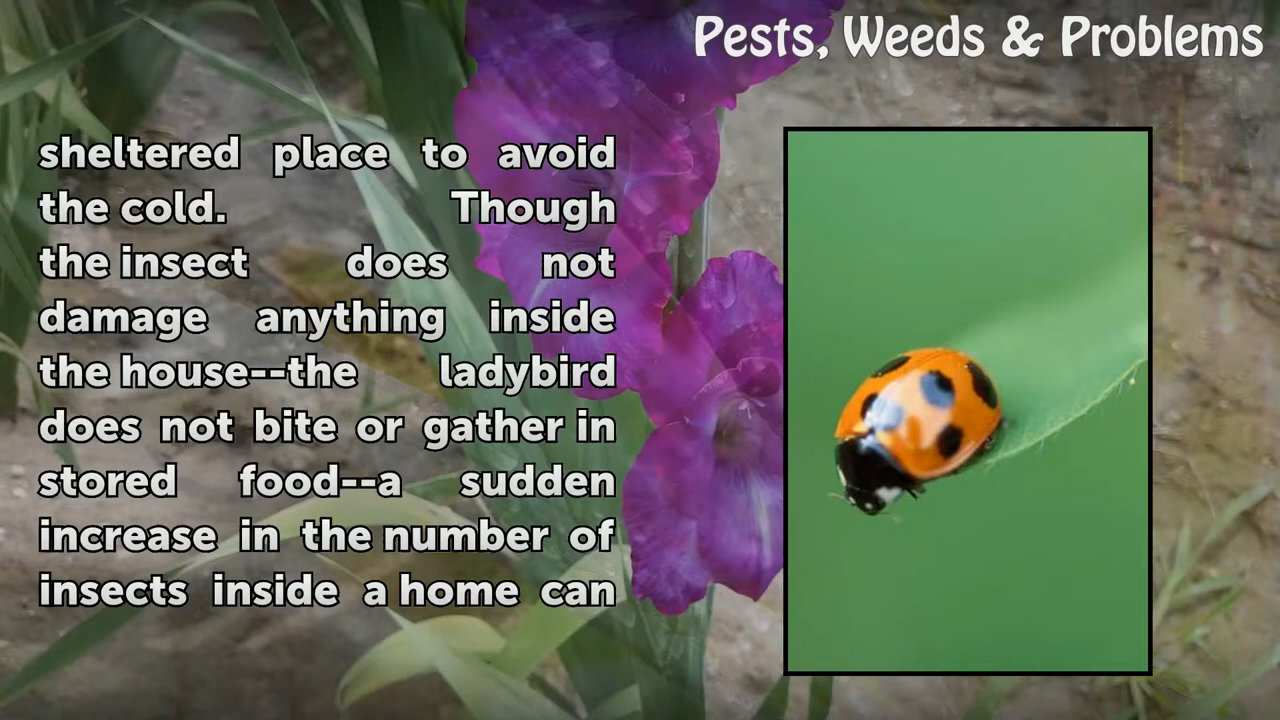 Pests, Weeds & Problems
sheltered place to avoid
the cold. Though
the insect does not
damage anything inside
the house--the ladybird
does not bite or gather in
stored food--a sudden
increase in the number of
insects inside a home can